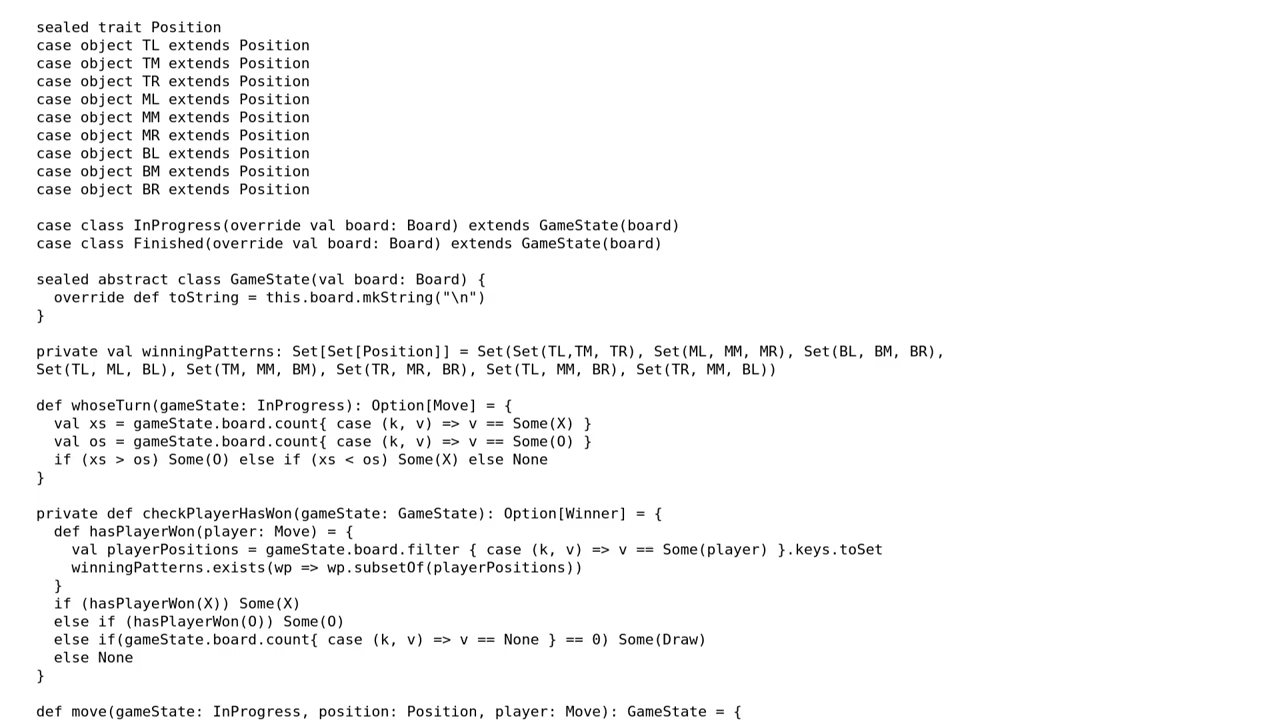 sealed trait Position
case object TL extends Position
case object TM extends Position
case object TR extends Position
case object ML extends Position
case object MM extends Position
case object MR extends Position
case object BL extends Position
case object BM extends Position
case object BR extends Position

case class InProgress(override val board: Board) extends GameState(board)
case class Finished(override val board: Board) extends GameState(board)

sealed abstract class GameState(val board: Board) {
  override def toString = this.board.mkString("\n")
}

private val winningPatterns: Set[Set[Position]] = Set(Set(TL,TM, TR), Set(ML, MM, MR), Set(BL, BM, BR),
Set(TL, ML, BL), Set(TM, MM, BM), Set(TR, MR, BR), Set(TL, MM, BR), Set(TR, MM, BL))

def whoseTurn(gameState: InProgress): Option[Move] = {
  val xs = gameState.board.count{ case (k, v) => v == Some(X) }
  val os = gameState.board.count{ case (k, v) => v == Some(O) }
  if (xs > os) Some(O) else if (xs < os) Some(X) else None
}

private def checkPlayerHasWon(gameState: GameState): Option[Winner] = {
  def hasPlayerWon(player: Move) = {
    val playerPositions = gameState.board.filter { case (k, v) => v == Some(player) }.keys.toSet
    winningPatterns.exists(wp => wp.subsetOf(playerPositions))
  }
  if (hasPlayerWon(X)) Some(X)
  else if (hasPlayerWon(O)) Some(O)
  else if(gameState.board.count{ case (k, v) => v == None } == 0) Some(Draw)
  else None
}

def move(gameState: InProgress, position: Position, player: Move): GameState = {